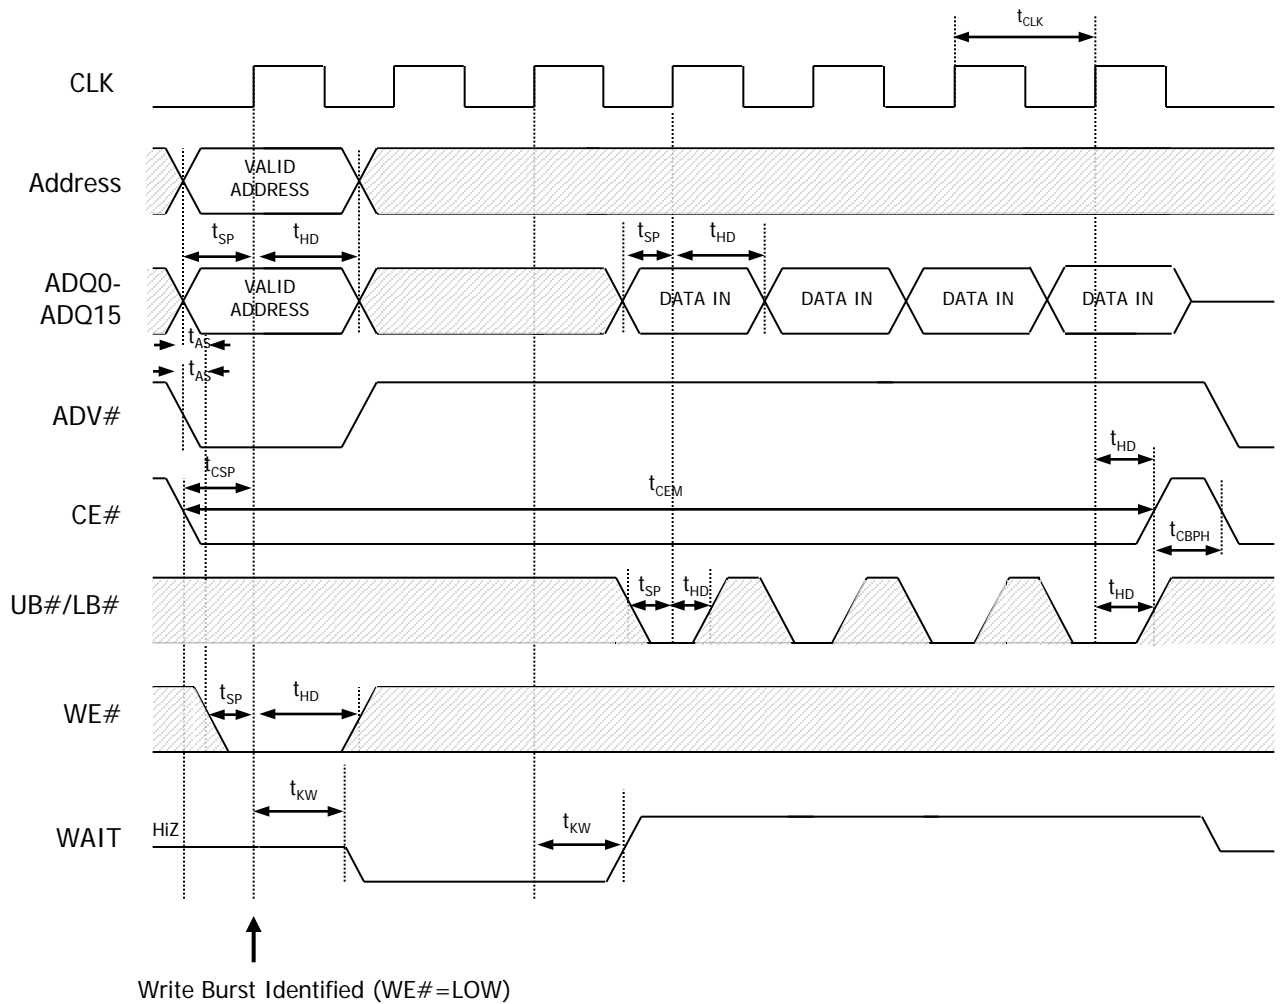 tCLK
CLK
Address
VALID
ADDRESS
tSP
tHD
tSP
tHD
ADQ0-
ADQ15
VALID
ADDRESS
DATA IN
DATA IN
DATA IN
DATA IN
tAS
tAS
ADV#
tHD
tCSP
tCEM
CE#
tCBPH
UB#/LB#
tSP
tHD
tHD
WE#
tSP
tHD
tKW
WAIT
HiZ
tKW
Write Burst Identified (WE#=LOW)